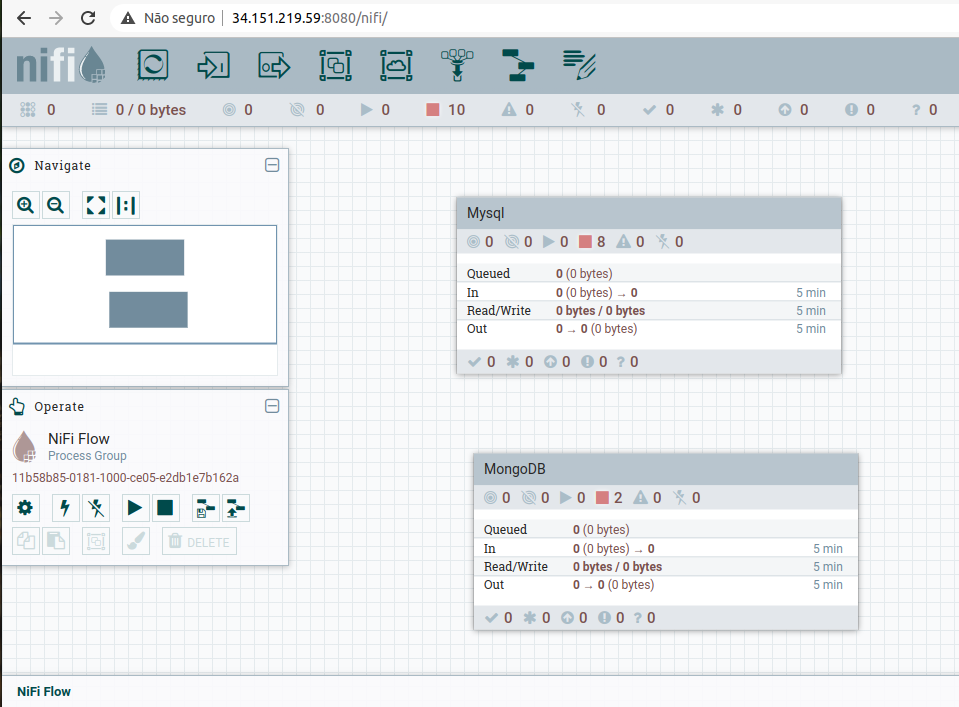 Não seguro | 34.151.219.59:8080/nifi/
nifi
0 0 / 0 bytes 0 0 0 10 0 0 0 0 0 0 ? 0
Navigate
Operate
NiFi Flow
Process Group
11b58b85-0181-1000-ce05-e2db1e7b162a
DELETE
Mysql
0 0 0 8 0 0
Queued 0 (0 bytes)
In 0 (0 bytes) → 0 5 min
Read/Write 0 bytes / 0 bytes 5 min
Out 0 → 0 (0 bytes) 5 min
0 0 0 0 ? 0
MongoDB
0 0 0 2 0 0
Queued 0 (0 bytes)
In 0 (0 bytes) → 0 5 min
Read/Write 0 bytes / 0 bytes 5 min
Out 0 → 0 (0 bytes) 5 min
0 0 0 0 ? 0
NiFi Flow